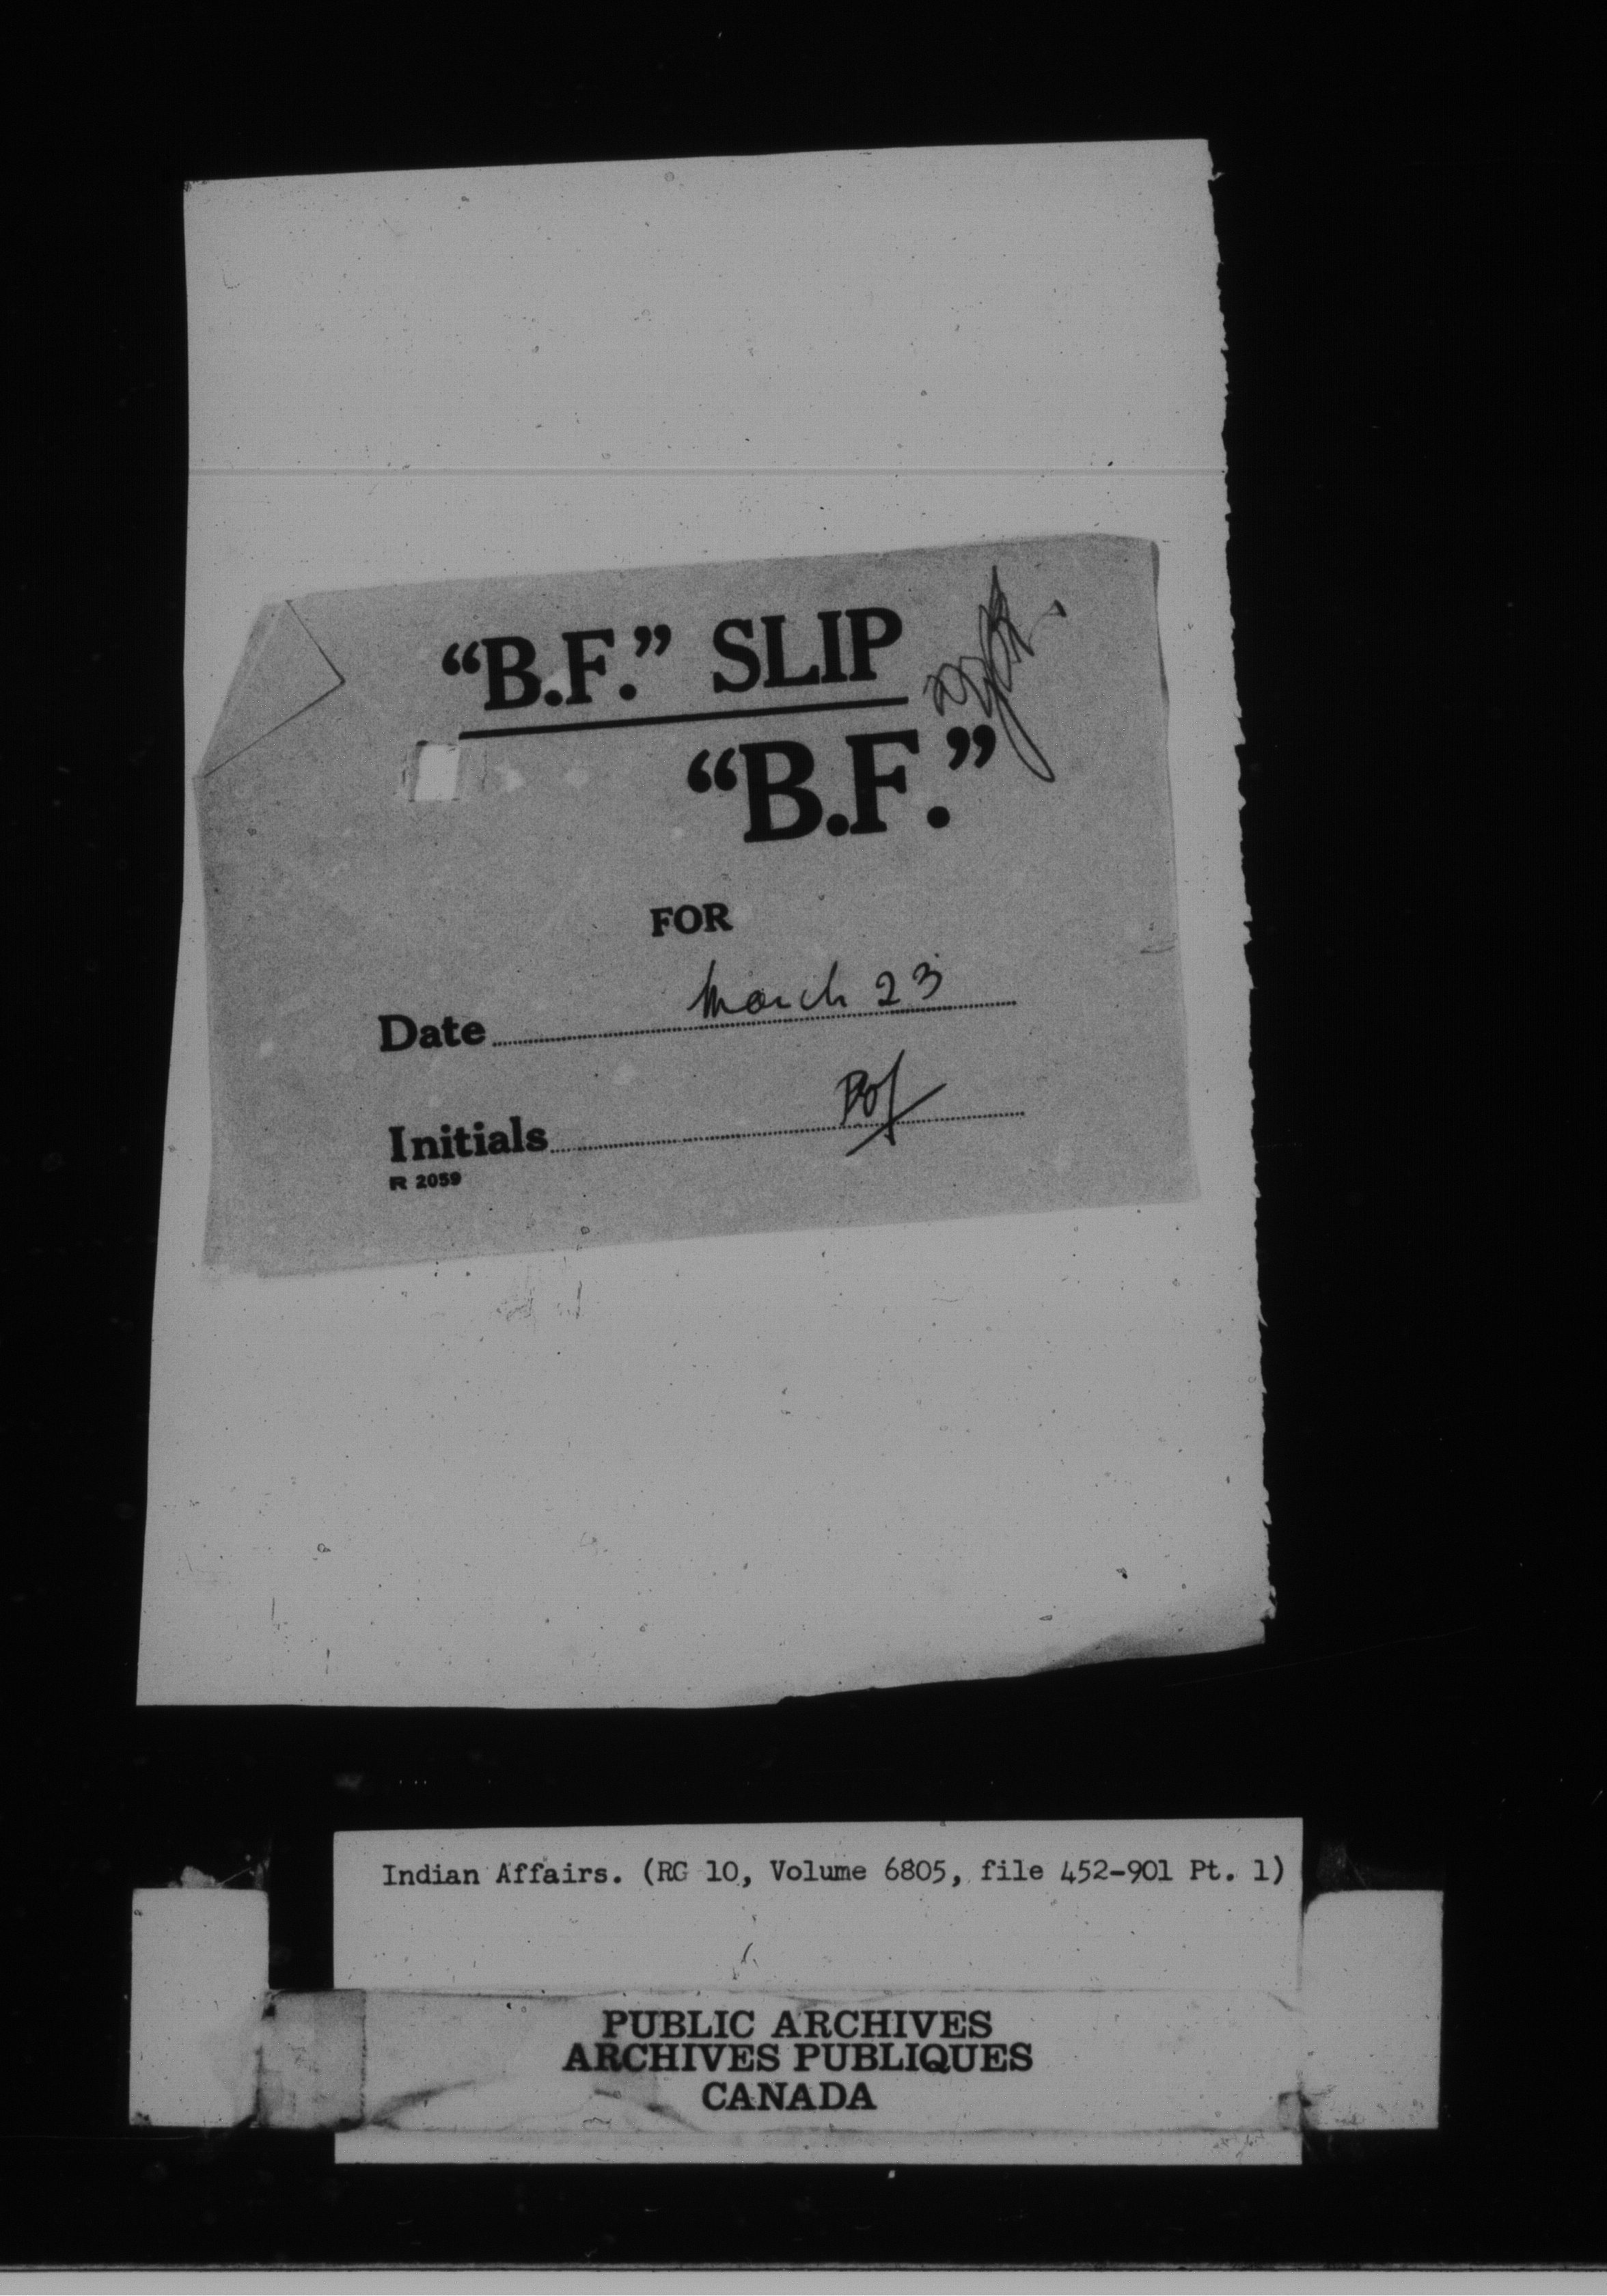 “B.F.” SLIP
“B.F.”
FOR
Date March 23
Initials
R 2059
Indian Affairs. (RG 10, Volume 6805, file 452-901 Pt. 1)
PUBLIC ARCHIVES
ARCHIVES PUBLIQUES
CANADA